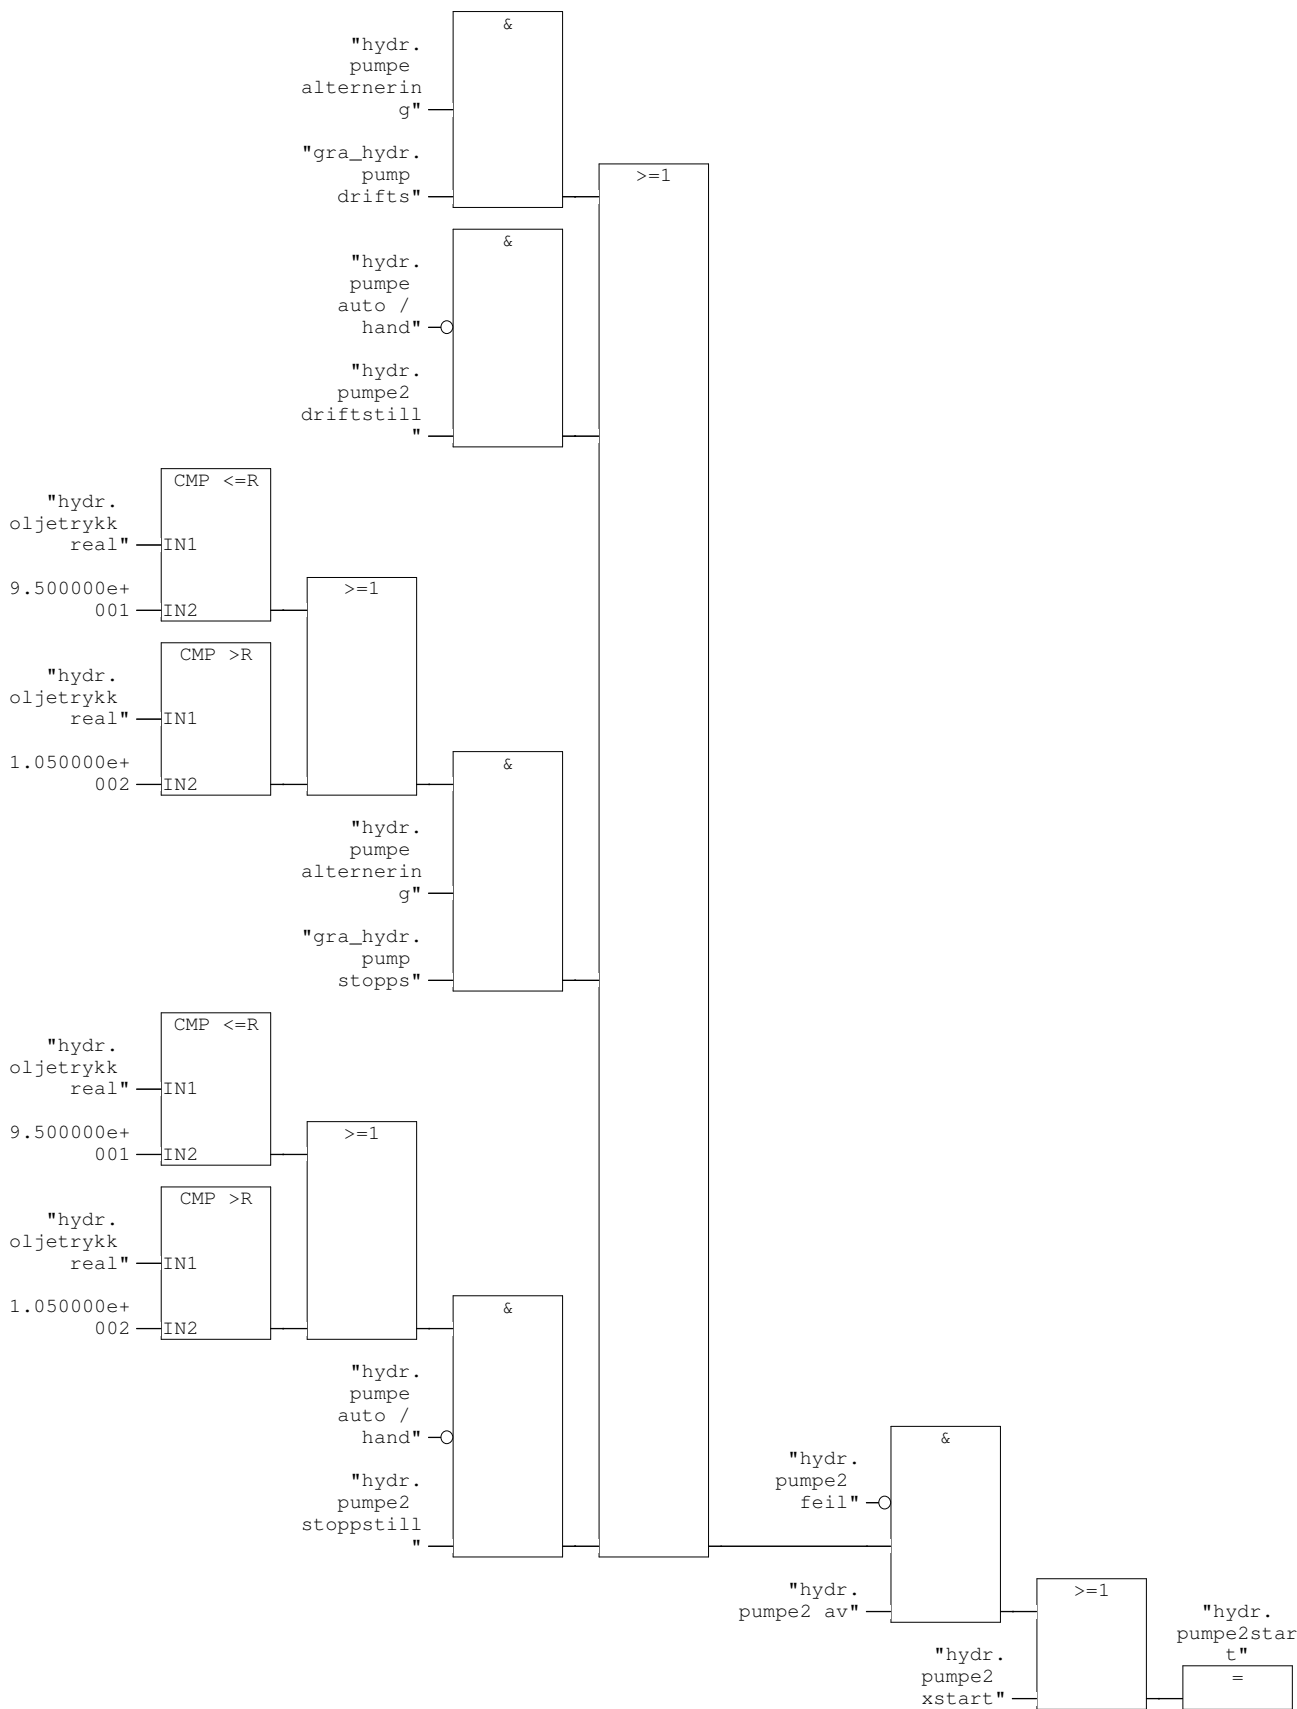 &
"hydr.
pumpe
alternerin
g"
"gra_hydr.
pump
drifts"
>=1
&
"hydr.
pumpe
auto /
hand"
"hydr.
pumpe2
driftstill
"
CMP <=R
"hydr.
oljetrykk
real"
IN1
9.500000e+
001
IN2
>=1
CMP >R
"hydr.
oljetrykk
real"
IN1
1.050000e+
002
IN2
&
"hydr.
pumpe
alternerin
g"
"gra_hydr.
pump
stopps"
CMP <=R
"hydr.
oljetrykk
real"
IN1
9.500000e+
001
IN2
>=1
CMP >R
"hydr.
oljetrykk
real"
IN1
1.050000e+
002
IN2
&
"hydr.
pumpe
auto /
hand"
"hydr.
pumpe2
stoppstill
"
&
"hydr.
pumpe2
feil"
"hydr.
pumpe2 av"
>=1
"hydr.
pumpe2
xstart"
"hydr.
pumpe2star
t"
=